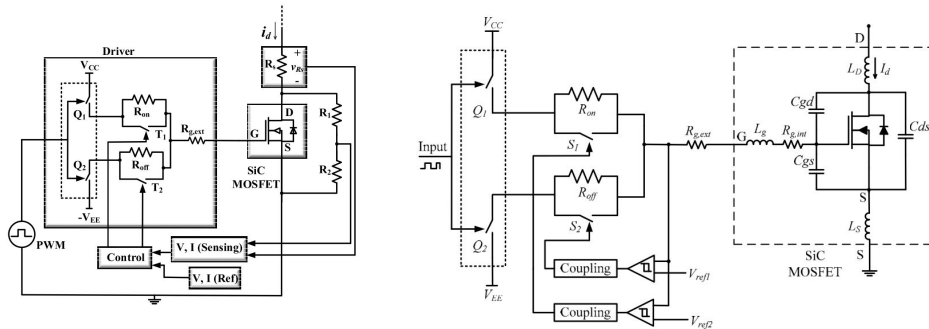 i_d
Driver
V_CC
+
R_s
v_Rs
-
R_on
Q_1
T_1
R_g,ext
D
G
S
R_1
R_off
Q_2
T_2
SiC
MOSFET
R_2
-V_EE
PWM
V, I (Sensing)
Control
V, I (Ref)
V_CC
D
L_D
I_d
Q_1
R_on
Cgd
Input
S_1
R_g,ext
G
L_g
R_g,int
Cds
Cgs
R_off
S
Q_2
S_2
L_S
V_EE
Coupling
V_ref1
S
SiC
MOSFET
Coupling
V_ref2